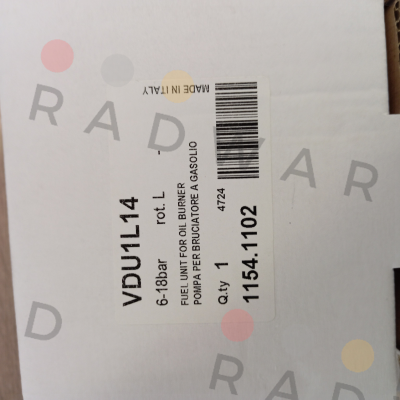 VDU1L14
6-18bar rot. L -
FUEL UNIT FOR OIL BURNER
POMPA PER BRUCIATORE A GASOLIO
Q.ty 1 4724
1154.1102
MADE IN ITALY
RADWAR
D
RADWAR